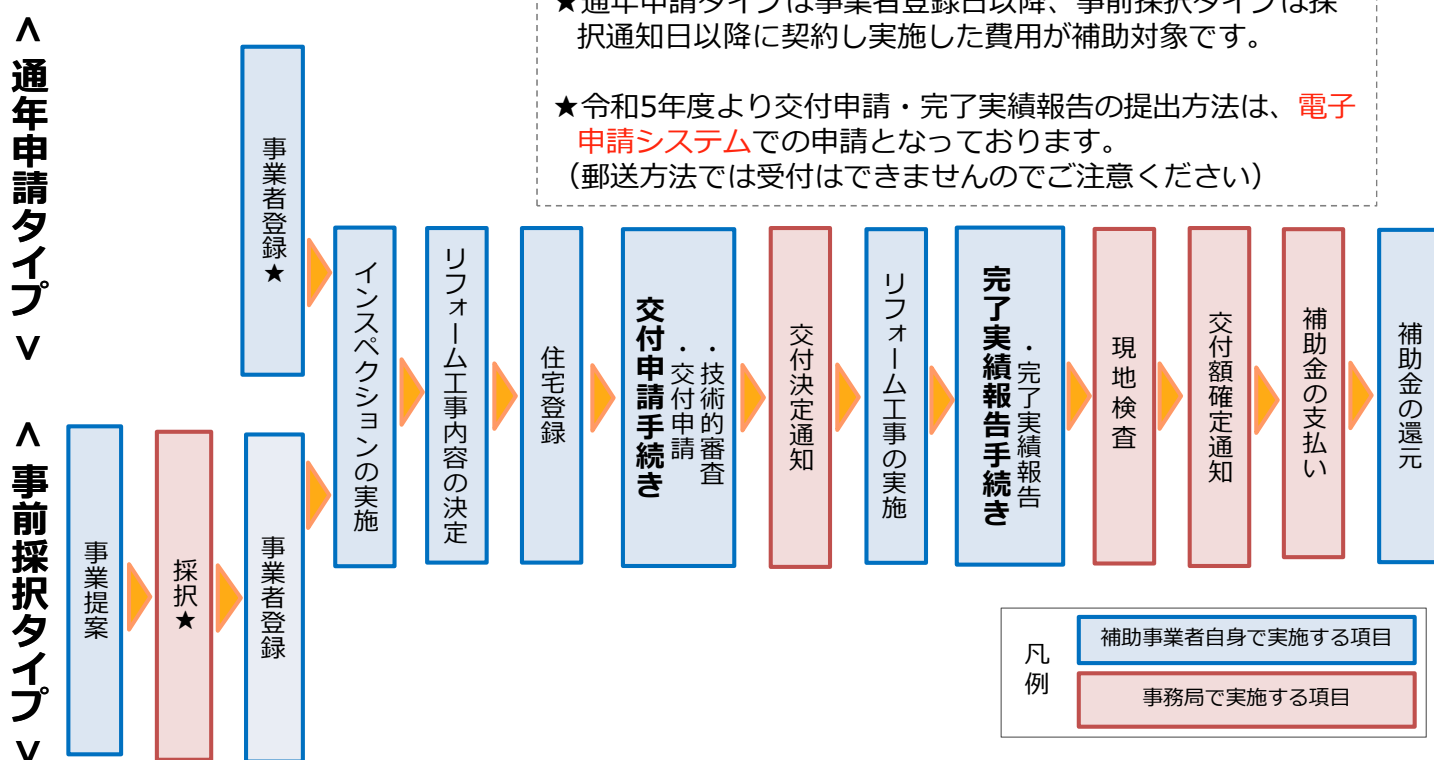 ★通年申請タイプは事業者登録日以降、事前採択タイプは採
択通知日以降に契約し実施した費用が補助対象です。
★令和5年度より交付申請・完了実績報告の提出方法は、電子
申請システムでの申請となっております。
（郵送方法では受付はできませんのでご注意ください）
＜通年申請タイプ＞
事業者登録★
＜事前採択タイプ＞
事業提案
採択★
事業者登録
インスペクションの実施
リフォーム工事内容の決定
住宅登録
交付申請手続き
・技術的審査
・交付申請
交付決定通知
リフォーム工事の実施
完了実績報告手続き
・完了実績報告
現地検査
交付額確定通知
補助金の支払い
補助金の還元
凡例
補助事業者自身で実施する項目
事務局で実施する項目